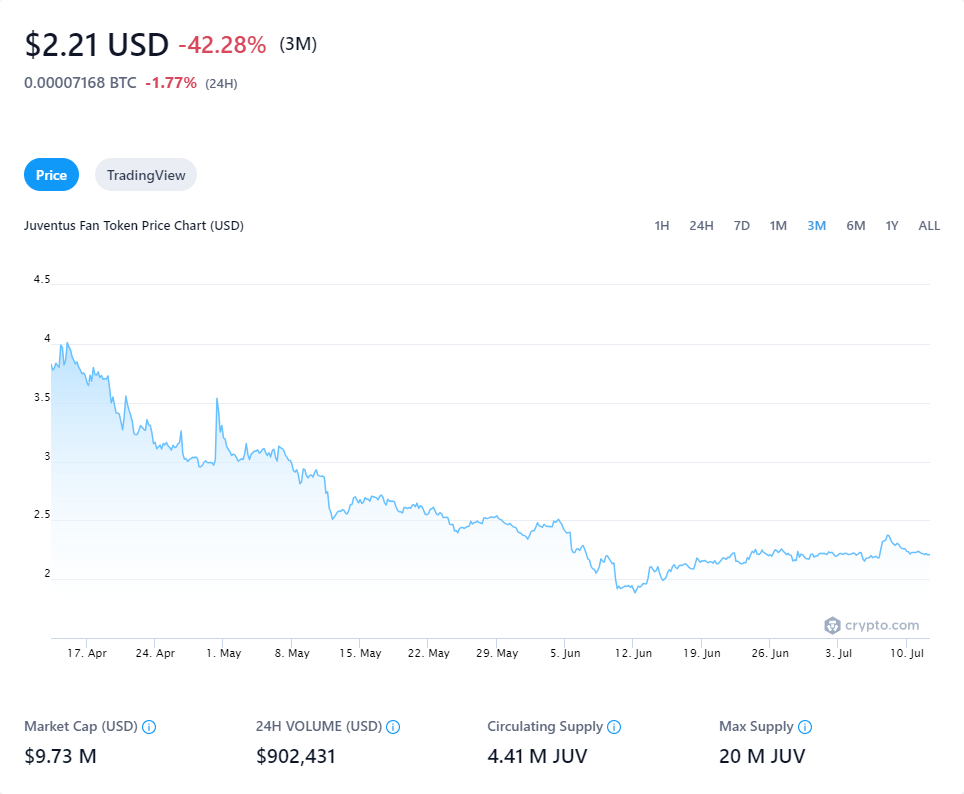 $2.21 USD -42.28% (3M)
0.00007168 BTC -1.77% (24H)
Price TradingView
Juventus Fan Token Price Chart (USD) 1H 24H 7D 1M 3M 6M 1Y ALL
4.5
4
3.5
3
2.5
2
crypto.com
17. Apr 24. Apr 1. May 8. May 15. May 22. May 29. May 5. Jun 12. Jun 19. Jun 26. Jun 3. Jul 10. Jul
Market Cap (USD) 24H VOLUME (USD) Circulating Supply Max Supply
$9.73 M $902,431 4.41 M JUV 20 M JUV